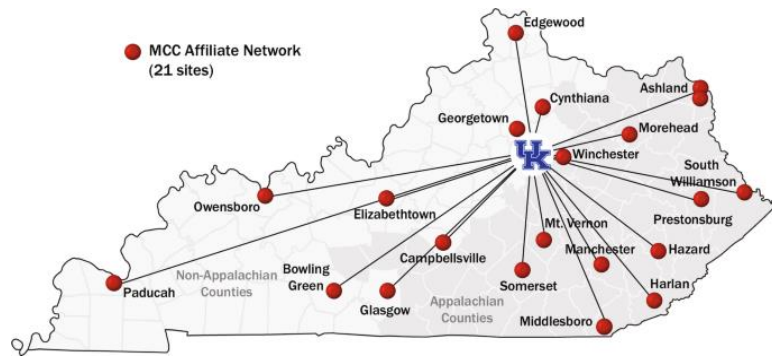 Edgewood
MCC Affiliate Network
(21 sites)
Ashland
Cynthiana
Georgetown
Morehead
UK
Winchester
South
Williamson
Owensboro
Elizabethtown
Prestonsburg
Mt. Vernon
Campbellsville
Manchester
Hazard
Non-Appalachian
Counties
Bowling
Green
Paducah
Somerset
Harlan
Glasgow
Appalachian
Counties
Middlesboro